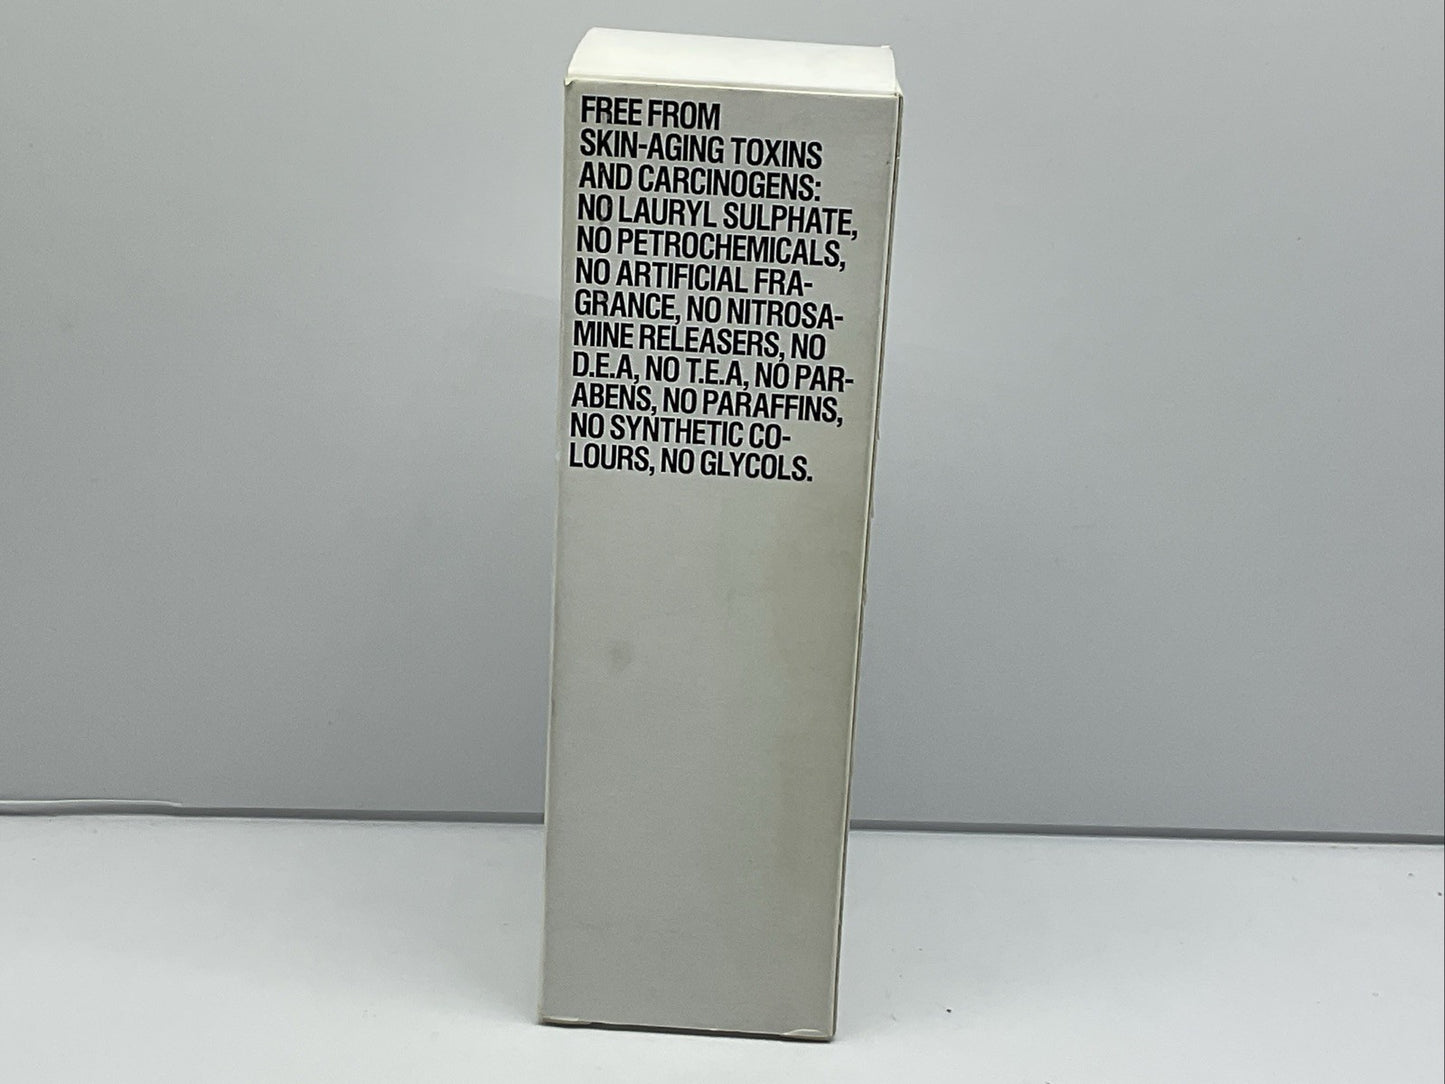 FREE FROM
SKIN-AGING TOXINS
AND CARCINOGENS:
NO LAURYL SULPHATE,
NO PETROCHEMICALS,
NO ARTIFICIAL FRA-
GRANCE, NO NITROSA-
MINE RELEASERS, NO
D.E.A, NO T.E.A, NO PAR-
ABENS, NO PARAFFINS,
NO SYNTHETIC CO-
LOURS, NO GLYCOLS.